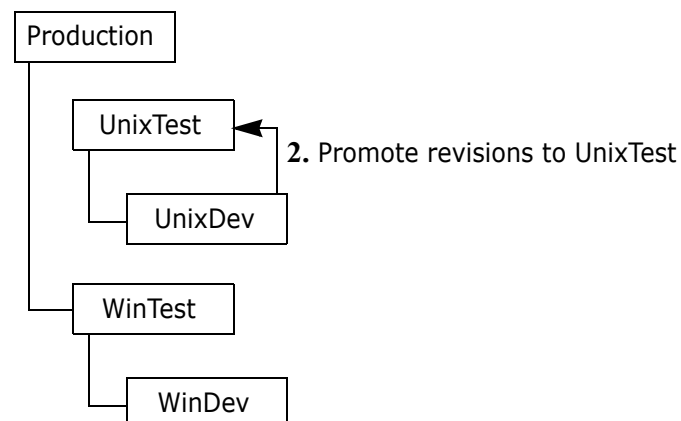 Production
UnixTest
2. Promote revisions to UnixTest
UnixDev
WinTest
WinDev